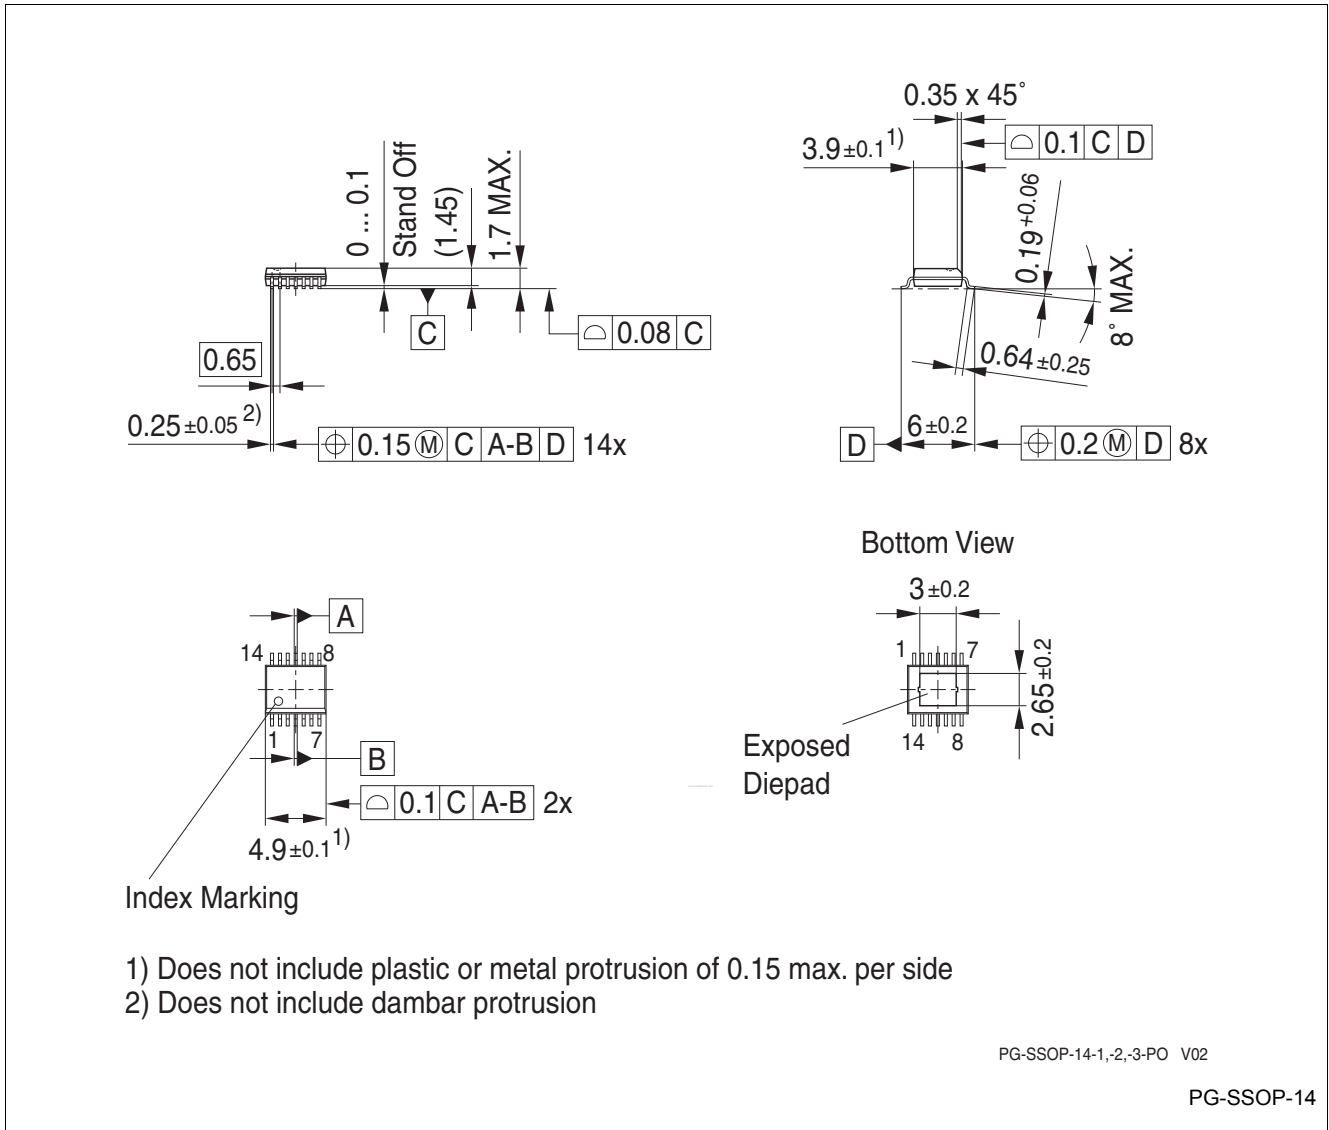 0 ... 0.1
Stand Off
(1.45)
1.7 MAX.
C
⌓ 0.08 C
0.65
0.25 ±0.05 2)
⌖ 0.15 Ⓜ C A-B D 14x
0.35 x 45°
3.9 ±0.1 1)
⌓ 0.1 C D
0.19 +0.06
8° MAX.
0.64 ±0.25
D
6 ±0.2
⌖ 0.2 Ⓜ D 8x
A
14 8
1 7
B
⌓ 0.1 C A-B 2x
4.9 ±0.1 1)
Index Marking
Bottom View
3 ±0.2
1 7
2.65 ±0.2
14 8
Exposed
Diepad
1) Does not include plastic or metal protrusion of 0.15 max. per side
2) Does not include dambar protrusion
PG-SSOP-14-1,-2,-3-PO V02
PG-SSOP-14